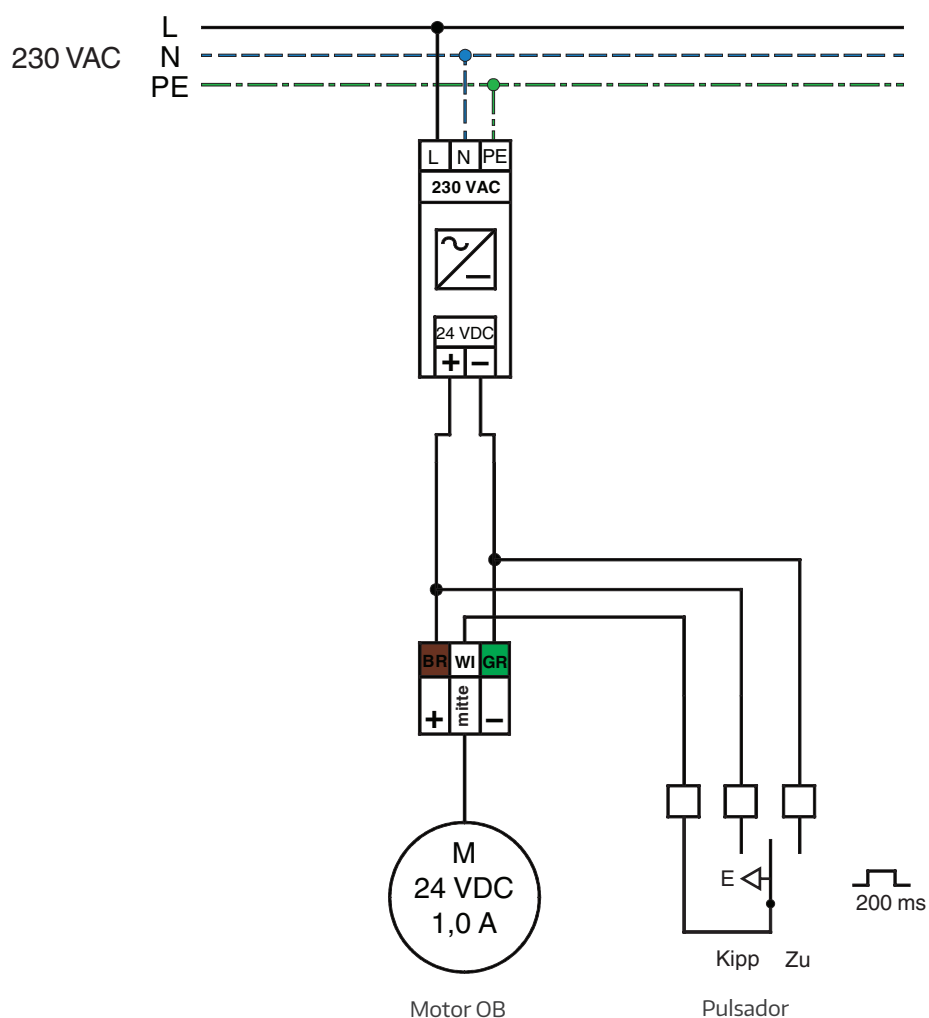 L
230 VAC
N
PE
L N PE
230 VAC
24 VDC
+ −
BR WI GR
+ mitte −
M
24 VDC
1,0 A
E
200 ms
Kipp Zu
Motor OB
Pulsador